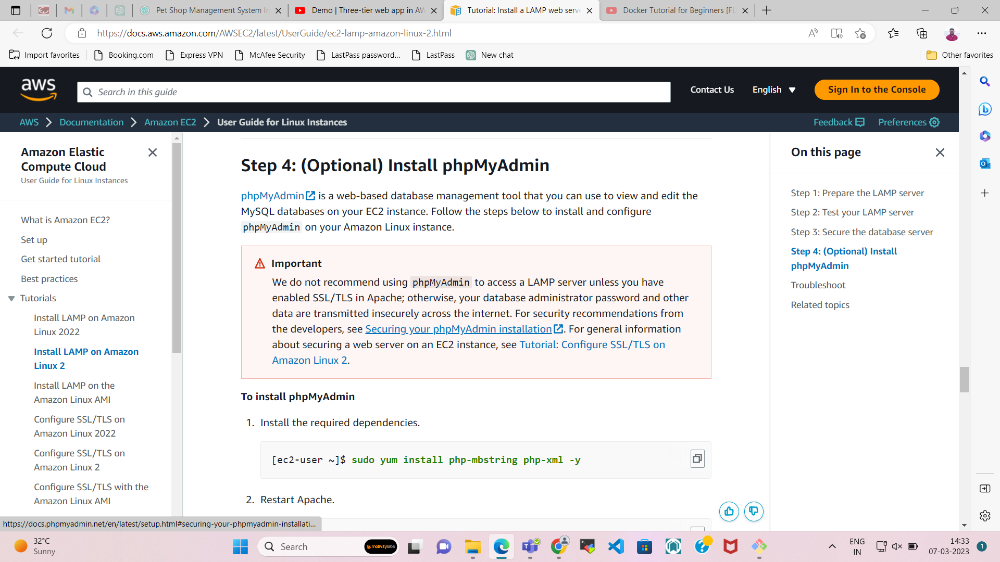 Pet Shop Management System In
Demo | Three-tier web app in AW
Tutorial: Install a LAMP web serve
Docker Tutorial for Beginners [FU
https://docs.aws.amazon.com/AWSEC2/latest/UserGuide/ec2-lamp-amazon-linux-2.html
Import favorites
Booking.com
Express VPN
McAfee Security
LastPass password...
LastPass
New chat
Other favorites
aws
Search in this guide
Contact Us
English
Sign In to the Console
AWS
Documentation
Amazon EC2
User Guide for Linux Instances
Feedback
Preferences
Amazon Elastic
Compute Cloud
User Guide for Linux Instances
What is Amazon EC2?
Set up
Get started tutorial
Best practices
Tutorials
Install LAMP on Amazon
Linux 2022
Install LAMP on Amazon
Linux 2
Install LAMP on the
Amazon Linux AMI
Configure SSL/TLS on
Amazon Linux 2022
Configure SSL/TLS on
Amazon Linux 2
Configure SSL/TLS with the
Amazon Linux AMI
Step 4: (Optional) Install phpMyAdmin
phpMyAdmin is a web-based database management tool that you can use to view and edit the
MySQL databases on your EC2 instance. Follow the steps below to install and configure
phpMyAdmin on your Amazon Linux instance.
Important
We do not recommend using phpMyAdmin to access a LAMP server unless you have
enabled SSL/TLS in Apache; otherwise, your database administrator password and other
data are transmitted insecurely across the internet. For security recommendations from
the developers, see Securing your phpMyAdmin installation. For general information
about securing a web server on an EC2 instance, see Tutorial: Configure SSL/TLS on
Amazon Linux 2.
To install phpMyAdmin
1. Install the required dependencies.
[ec2-user ~]$ sudo yum install php-mbstring php-xml -y
2. Restart Apache.
On this page
Step 1: Prepare the LAMP server
Step 2: Test your LAMP server
Step 3: Secure the database server
Step 4: (Optional) Install
phpMyAdmin
Troubleshoot
Related topics
https://docs.phpmyadmin.net/en/latest/setup.html#securing-your-phpmyadmin-installati...
32°C
Sunny
Search
motivitylabs
ENG
IN
14:33
07-03-2023
1